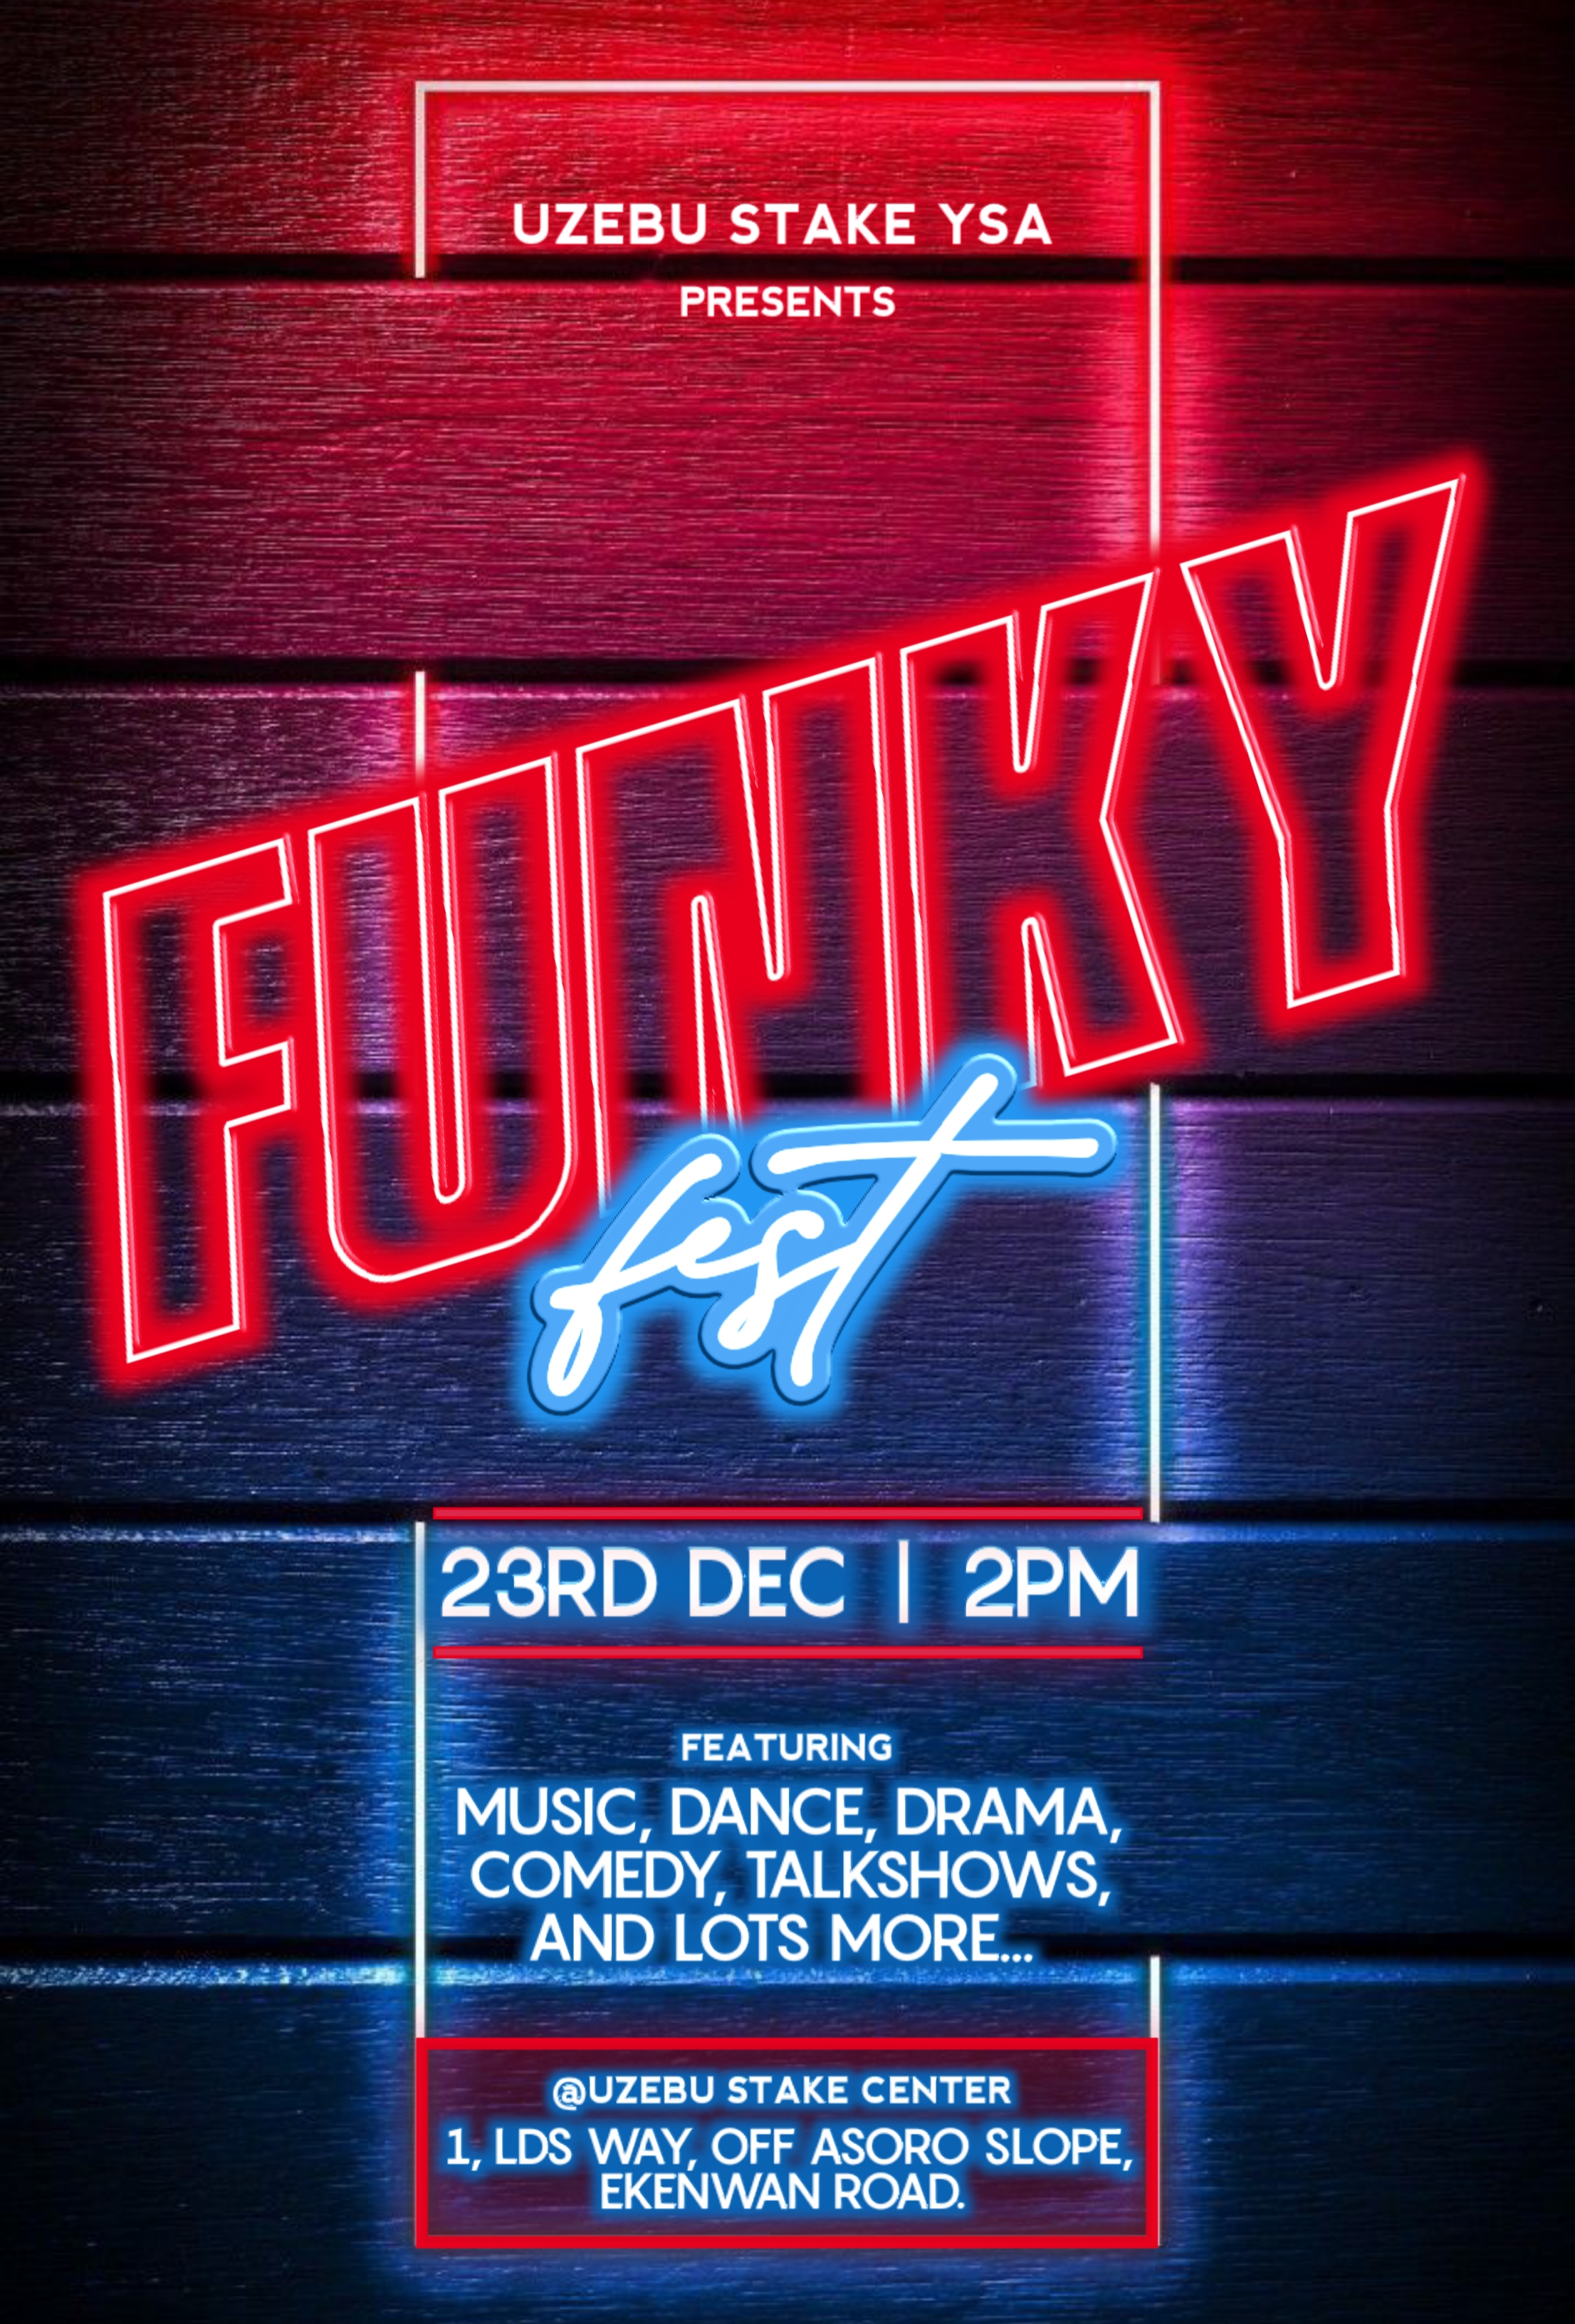 UZEBU STAKE YSA
PRESENTS
FUNKY
fest
23RD DEC | 2PM
FEATURING
MUSIC, DANCE, DRAMA,
COMEDY, TALKSHOWS,
AND LOTS MORE...
@UZEBU STAKE CENTER
1, LDS WAY, OFF ASORO SLOPE,
EKENWAN ROAD.